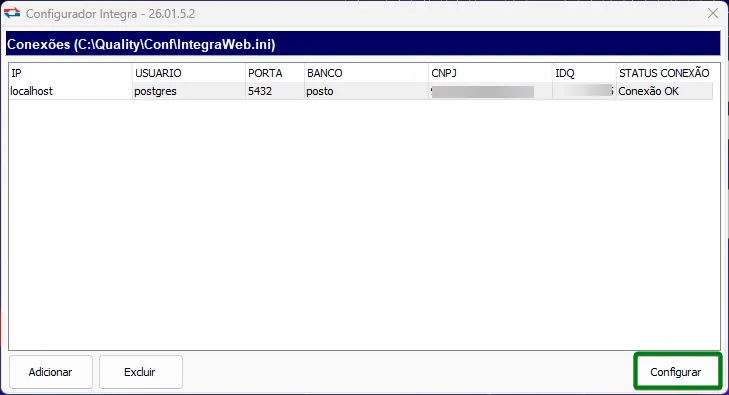 Configurador Integra - 26.01.5.2
Conexões (C:\Quality\Conf\IntegraWeb.ini)
IP USUARIO PORTA BANCO CNPJ IDQ STATUS CONEXÃO
localhost postgres 5432 posto Conexão OK
Adicionar Excluir Configurar